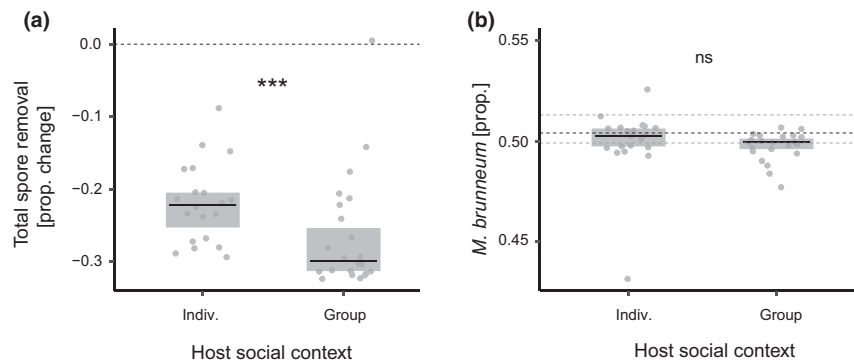 (a)
Total spore removal
[prop. change]
0.0
−0.1
−0.2
−0.3
***
Indiv.
Group
Host social context
(b)
M. brunneum [prop.]
0.55
0.50
0.45
ns
Indiv.
Group
Host social context